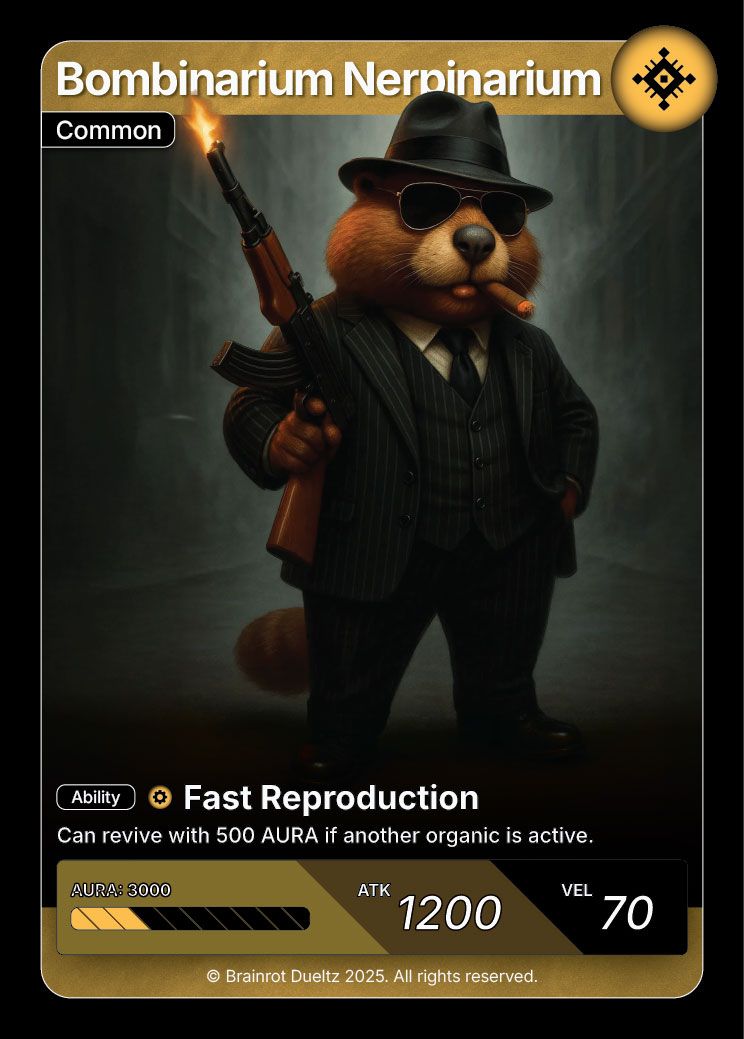 Bombinarium Nerpinarium
Common
Ability Fast Reproduction
Can revive with 500 AURA if another organic is active.
AURA: 3000
ATK 1200
VEL 70
© Brainrot Dueltz 2025. All rights reserved.